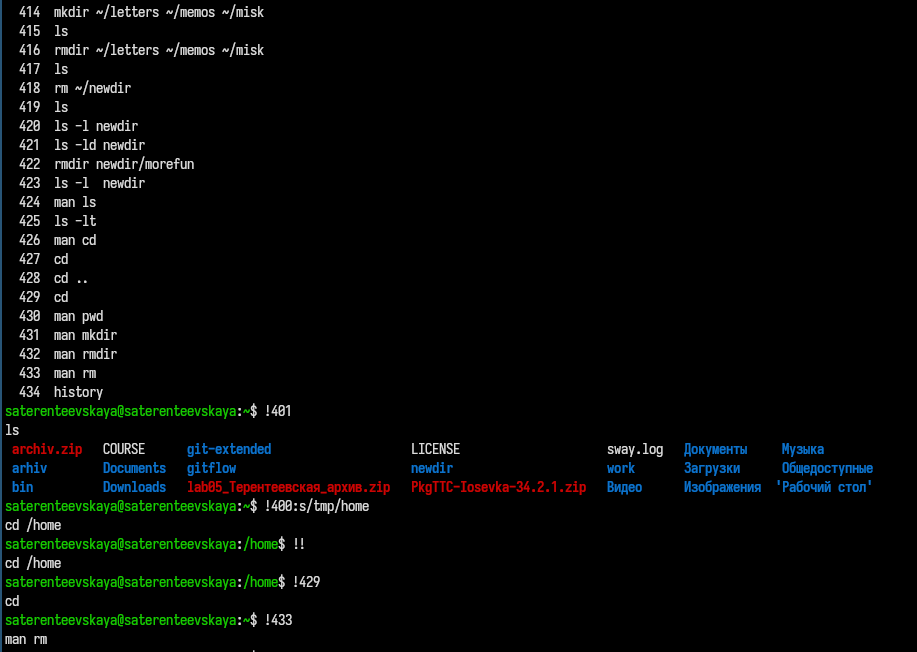 414  mkdir ~/letters ~/memos ~/misk
415  ls
416  rmdir ~/letters ~/memos ~/misk
417  ls
418  rm ~/newdir
419  ls
420  ls -l newdir
421  ls -ld newdir
422  rmdir newdir/morefun
423  ls -l  newdir
424  man ls
425  ls -lt
426  man cd
427  cd
428  cd ..
429  cd
430  man pwd
431  man mkdir
432  man rmdir
433  man rm
434  history
saterenteevskaya@saterenteevskaya:~$ !401
ls
archiv.zip  COURSE  git-extended  LICENSE  sway.log  Документы  Музыка
arhiv  Documents  gitflow  newdir  work  Загрузки  Общедоступные
bin  Downloads  lab05_Терентеевская_архив.zip  PkgTTC-Iosevka-34.2.1.zip  Видео  Изображения  'Рабочий стол'
saterenteevskaya@saterenteevskaya:~$ !400:s/tmp/home
cd /home
saterenteevskaya@saterenteevskaya:/home$ !!
cd /home
saterenteevskaya@saterenteevskaya:/home$ !429
cd
saterenteevskaya@saterenteevskaya:~$ !433
man rm